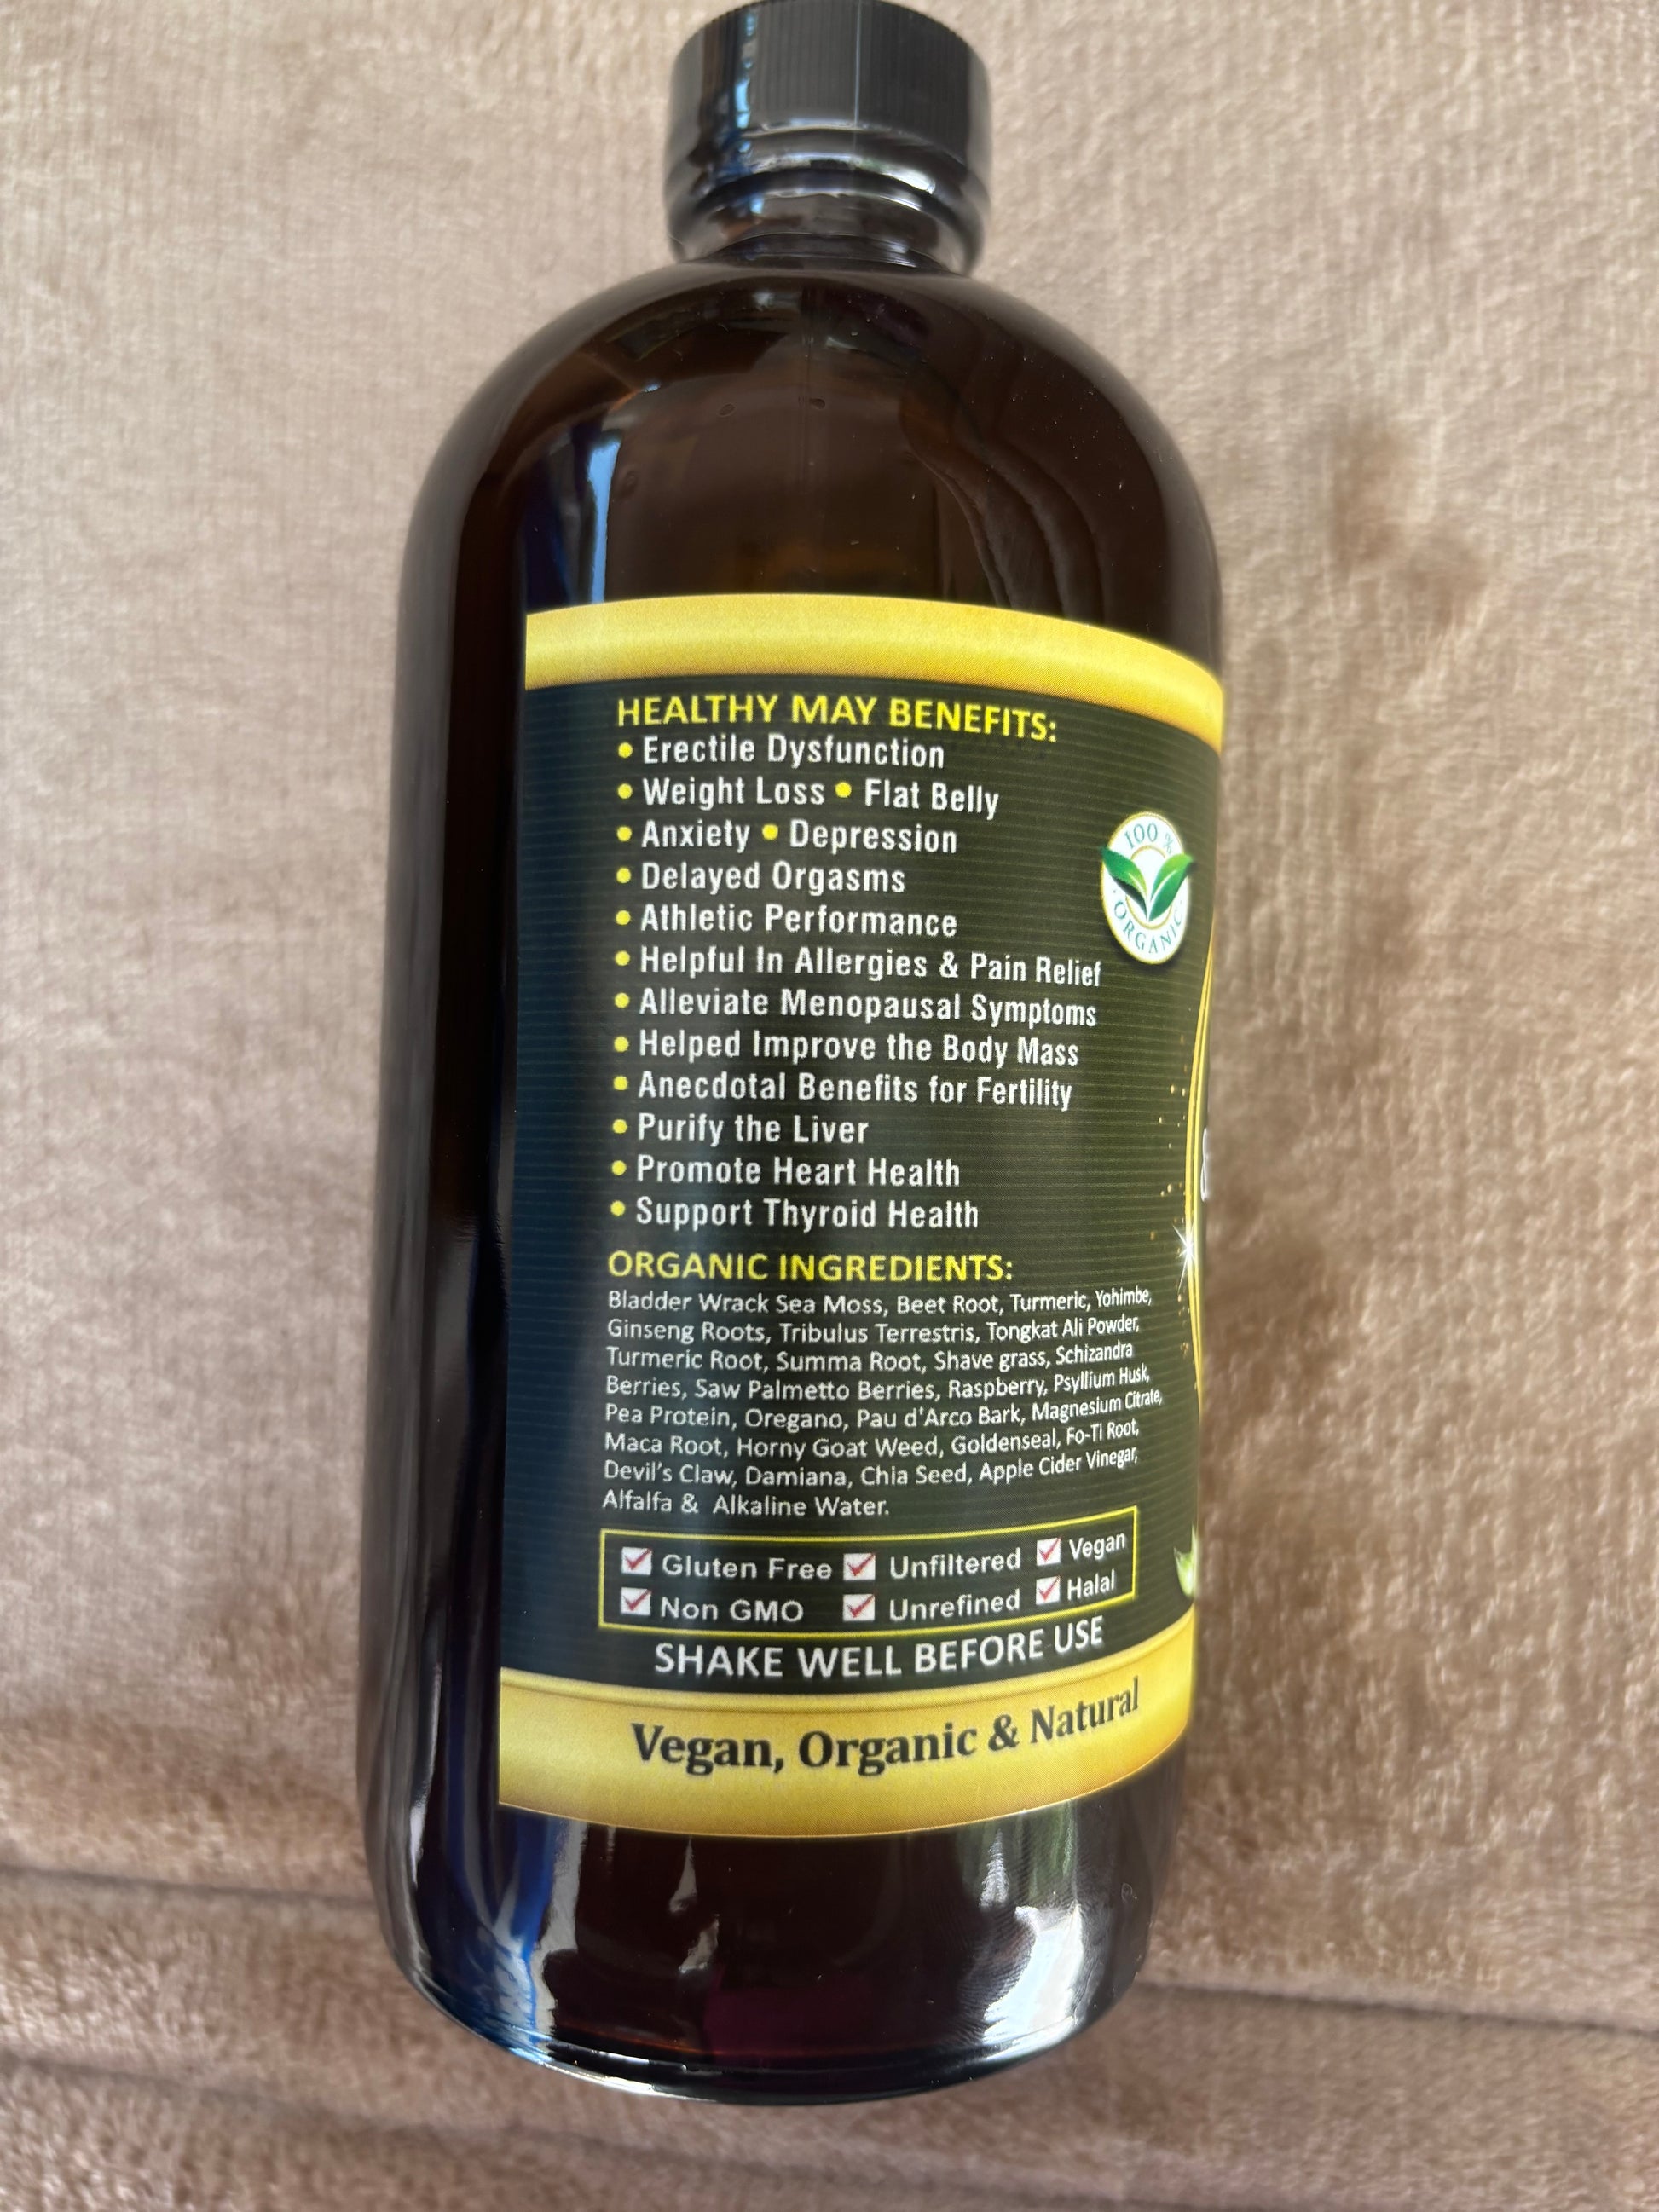 HEALTHY MAY BENEFITS:
• Erectile Dysfunction
• Weight Loss • Flat Belly
• Anxiety • Depression
• Delayed Orgasms
• Athletic Performance
• Helpful In Allergies & Pain Relief
• Alleviate Menopausal Symptoms
• Helped Improve the Body Mass
• Anecdotal Benefits for Fertility
• Purify the Liver
• Promote Heart Health
• Support Thyroid Health
100 %
ORGANIC
ORGANIC INGREDIENTS:
Bladder Wrack Sea Moss, Beet Root, Turmeric, Yohimbe,
Ginseng Roots, Tribulus Terrestris, Tongkat Ali Powder,
Turmeric Root, Summa Root, Shave grass, Schizandra
Berries, Saw Palmetto Berries, Raspberry, Psyllium Husk,
Pea Protein, Oregano, Pau d'Arco Bark, Magnesium Citrate,
Maca Root, Horny Goat Weed, Goldenseal, Fo-Ti Root,
Devil's Claw, Damiana, Chia Seed, Apple Cider Vinegar,
Alfalfa & Alkaline Water.
Gluten Free Unfiltered Vegan
Non GMO Unrefined Halal
SHAKE WELL BEFORE USE
Vegan, Organic & Natural